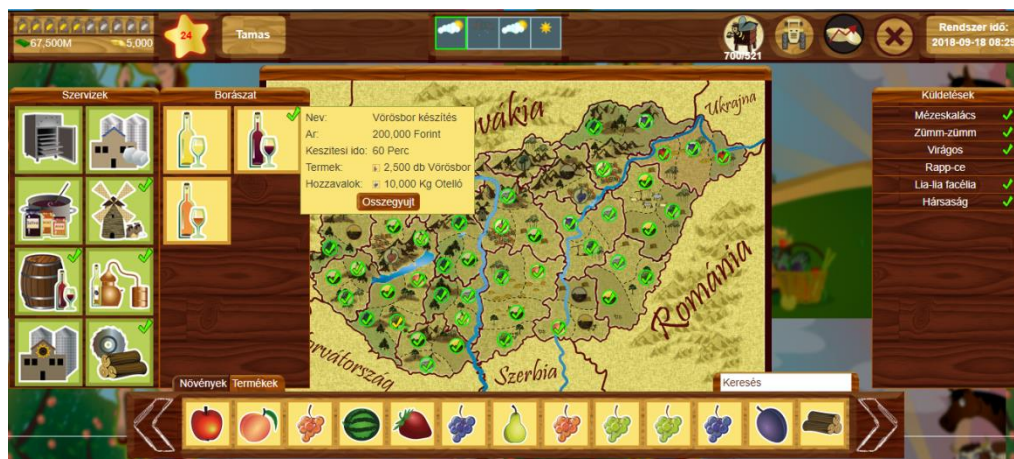 67,500M
5,000
24
Tamas
700/521
Rendszer idő:
2018-09-18 08:29
Szervizek
Borászat
Nev: Vörösbor készítés
Ar: 200,000 Forint
Keszitesi ido: 60 Perc
Termek: 2,500 db Vörösbor
Hozzavalok: 10,000 Kg Otelló
Osszegyujt
vákia
Ukrajna
Románia
Szerbia
orvátország
Küldetések
Mézeskalács
Zümm-zümm
Virágos
Rapp-ce
Lia-lia facélia
Hársaság
Növények
Termékek
Keresés